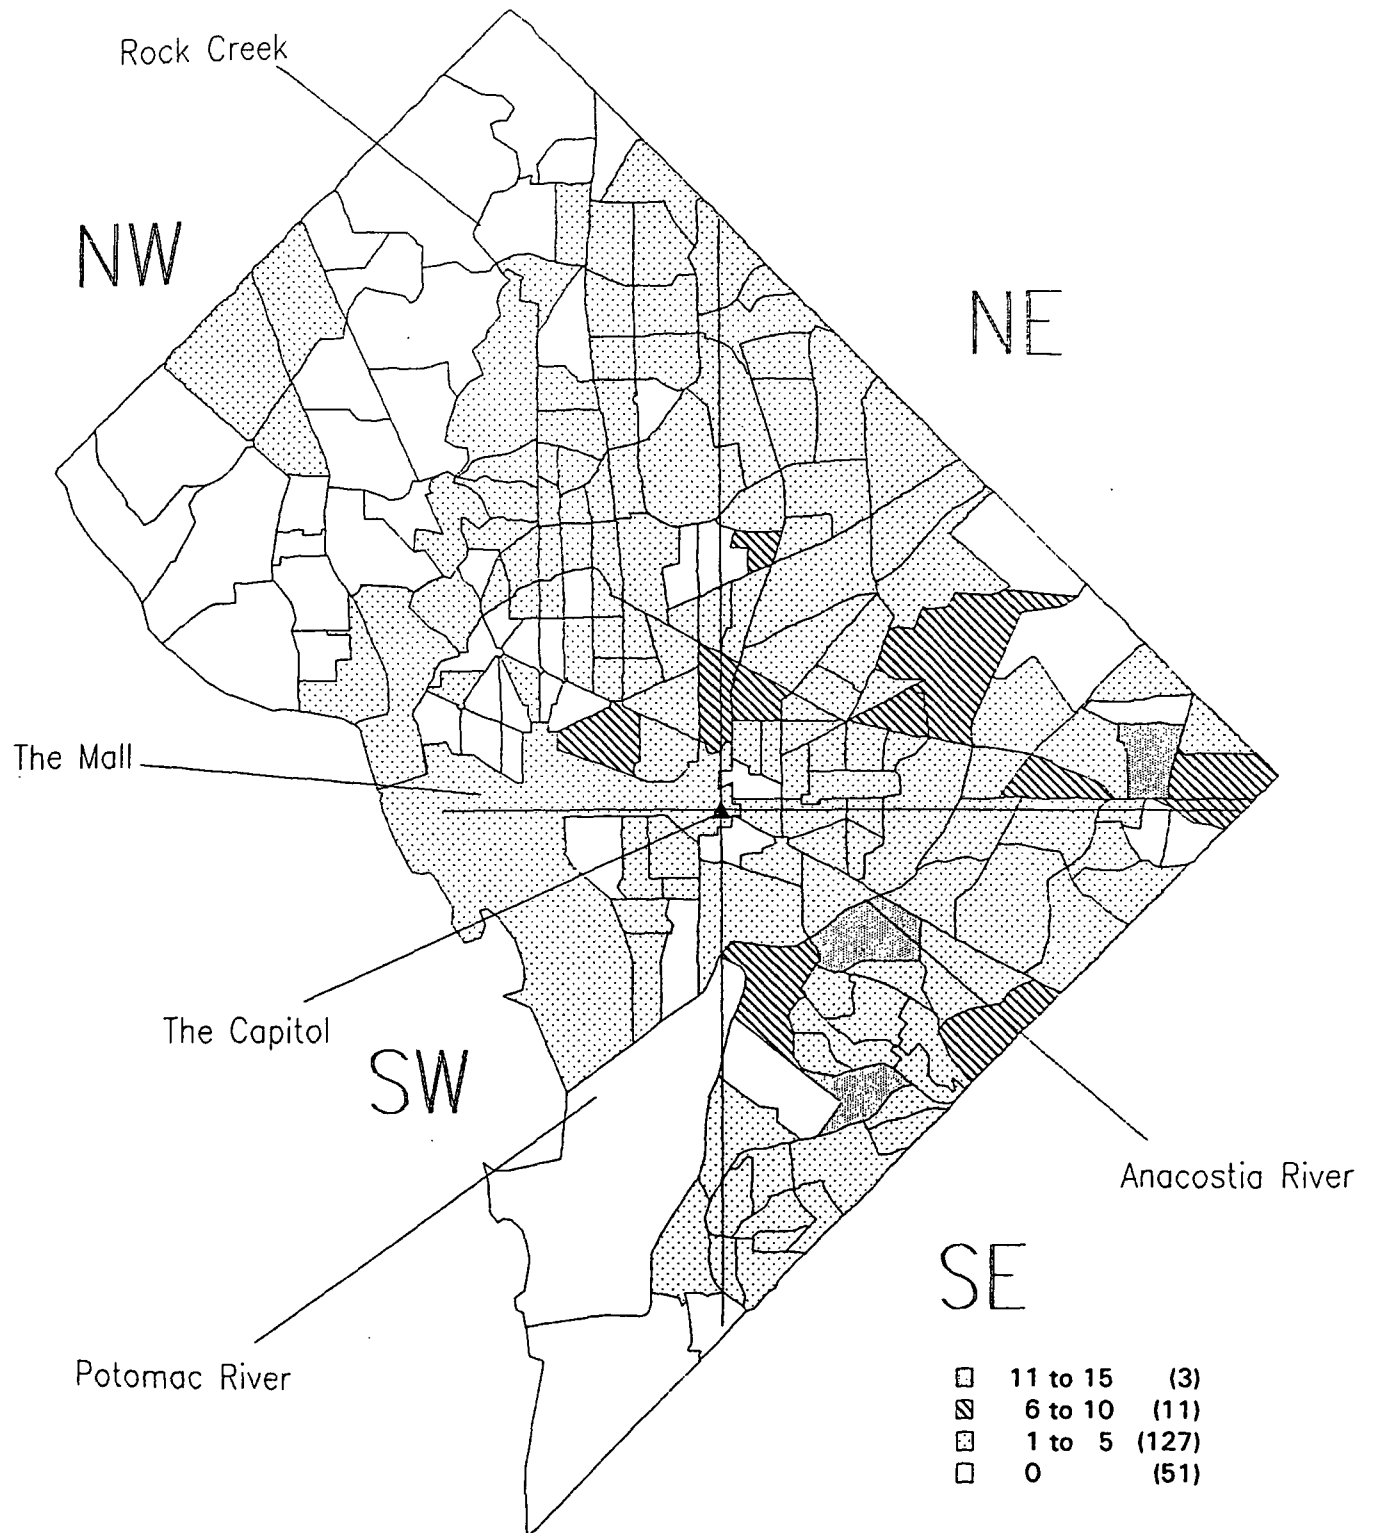 Rock Creek
NW
NE
The Mall
The Capitol
SW
Anacostia River
SE
Potomac River
11 to 15 (3)
6 to 10 (11)
1 to 5 (127)
0 (51)